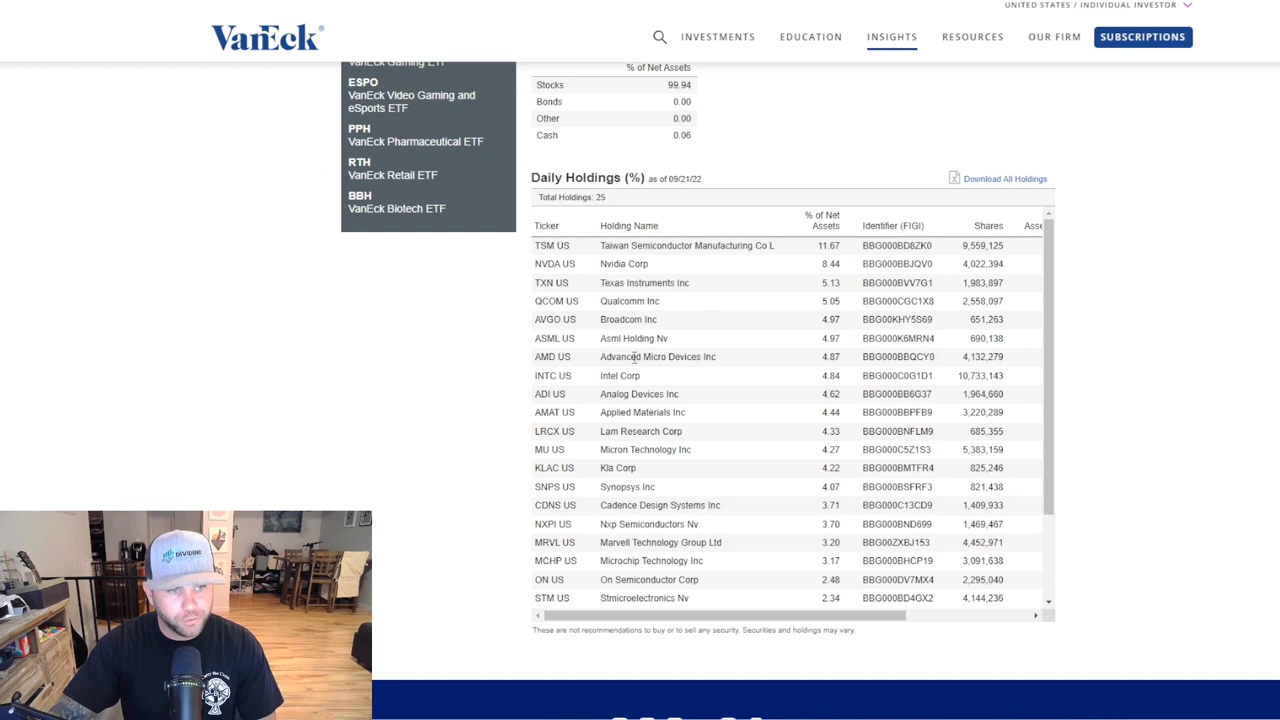 UNITED STATES / INDIVIDUAL INVESTOR
VanEck®
INVESTMENTS EDUCATION INSIGHTS RESOURCES OUR FIRM SUBSCRIPTIONS
VanEck Gaming ETF
ESPO
VanEck Video Gaming and
eSports ETF
PPH
VanEck Pharmaceutical ETF
RTH
VanEck Retail ETF
BBH
VanEck Biotech ETF
% of Net Assets
Stocks 99.94
Bonds 0.00
Other 0.00
Cash 0.06
Daily Holdings (%) as of 09/21/22 Download All Holdings
Total Holdings: 25
Ticker Holding Name % of Net Assets Identifier (FIGI) Shares Asse
TSM US Taiwan Semiconductor Manufacturing Co L 11.67 BBG000BD8ZK0 9,559,125
NVDA US Nvidia Corp 8.44 BBG000BBJQV0 4,022,394
TXN US Texas Instruments Inc 5.13 BBG000BVV7G1 1,983,897
QCOM US Qualcomm Inc 5.05 BBG000CGC1X8 2,558,097
AVGO US Broadcom Inc 4.97 BBG00KHY5S69 651,263
ASML US Asml Holding Nv 4.97 BBG000K6MRN4 690,138
AMD US Advanced Micro Devices Inc 4.87 BBG000BBQCY0 4,132,279
INTC US Intel Corp 4.84 BBG000C0G1D1 10,733,143
ADI US Analog Devices Inc 4.62 BBG000BB6G37 1,964,660
AMAT US Applied Materials Inc 4.44 BBG000BBPFB9 3,220,289
LRCX US Lam Research Corp 4.33 BBG000BNFLM9 685,355
MU US Micron Technology Inc 4.27 BBG000C5Z1S3 5,383,159
KLAC US Kla Corp 4.22 BBG000BMTFR4 825,246
SNPS US Synopsys Inc 4.07 BBG000BSFRF3 821,438
CDNS US Cadence Design Systems Inc 3.71 BBG000C13CD9 1,409,933
NXPI US Nxp Semiconductors Nv 3.70 BBG000BND699 1,469,467
MRVL US Marvell Technology Group Ltd 3.20 BBG00ZXBJ153 4,452,971
MCHP US Microchip Technology Inc 3.17 BBG000BHCP19 3,091,638
ON US On Semiconductor Corp 2.48 BBG000DV7MX4 2,295,040
STM US Stmicroelectronics Nv 2.34 BBG000BD4GX2 4,144,236
These are not recommendations to buy or to sell any security. Securities and holdings may vary.
DIVIDEND